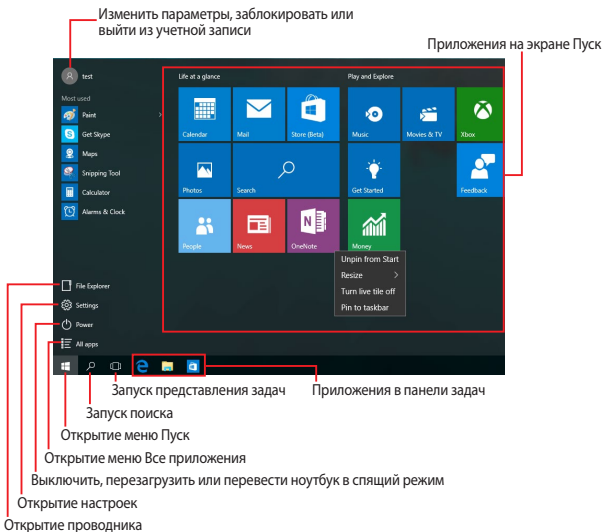 Изменить параметры, заблокировать или
выйти из учетной записи
Приложения на экране Пуск
test
Life at a glance
Play and Explore
Most used
Paint
Get Skype
Maps
Snipping Tool
Calculator
Alarms & Clock
Calendar
Mail
Store (Beta)
Music
Movies & TV
Xbox
Photos
Search
Get Started
Feedback
People
News
OneNote
Money
Unpin from Start
Resize
Turn live tile off
Pin to taskbar
File Explorer
Settings
Power
All apps
Запуск представления задач
Приложения в панели задач
Запуск поиска
Открытие меню Пуск
Открытие меню Все приложения
Выключить, перезагрузить или перевести ноутбук в спящий режим
Открытие настроек
Открытие проводника